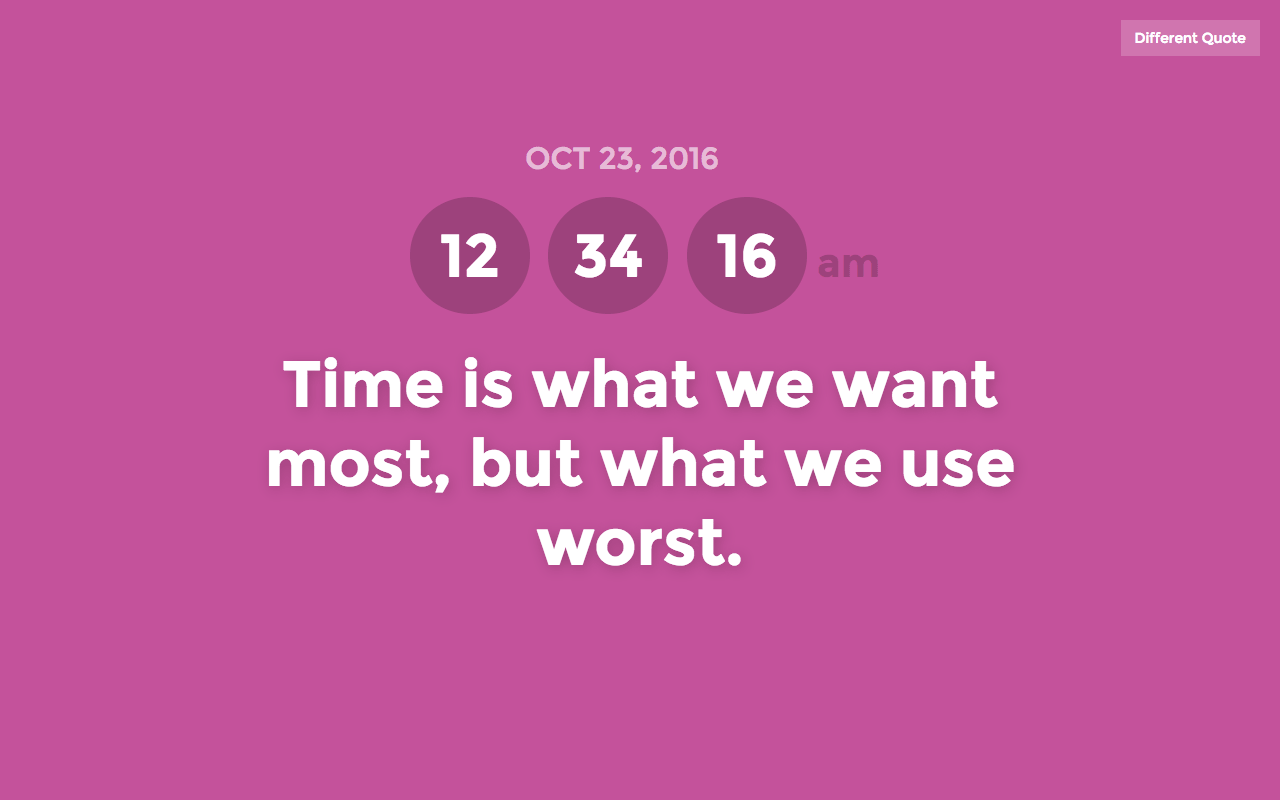 Different Quote
OCT 23, 2016
12 34 16 am
Time is what we want
most, but what we use
worst.